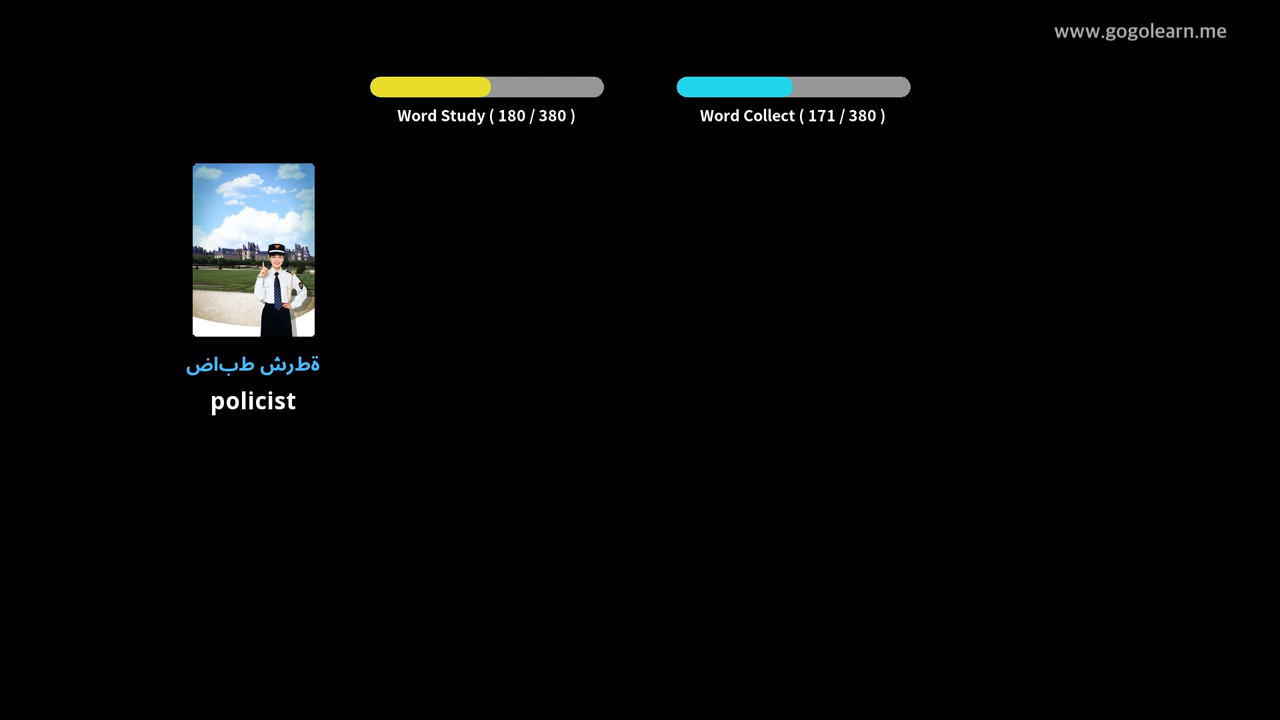 www.gogolearn.me
Word Study ( 180 / 380 )
Word Collect ( 171 / 380 )
ةطرش طباض
policist